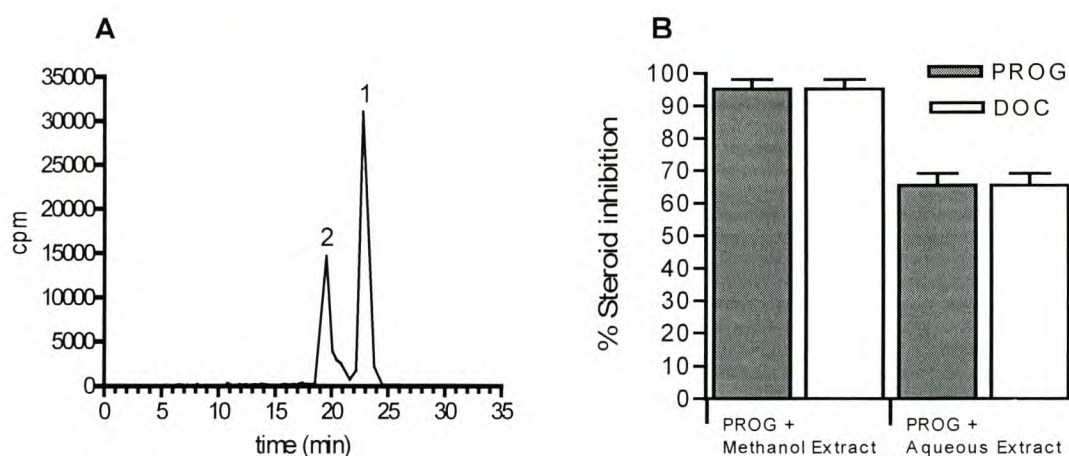 A
35000
30000
25000
20000
15000
10000
5000
0
cpm
1
2
0 5 10 15 20 25 30 35
time (min)
B
100
90
80
70
60
50
40
30
20
10
0
% Steroid inhibition
PROG
DOC
PROG +
Methanol Extract
PROG +
Aqueous Extract